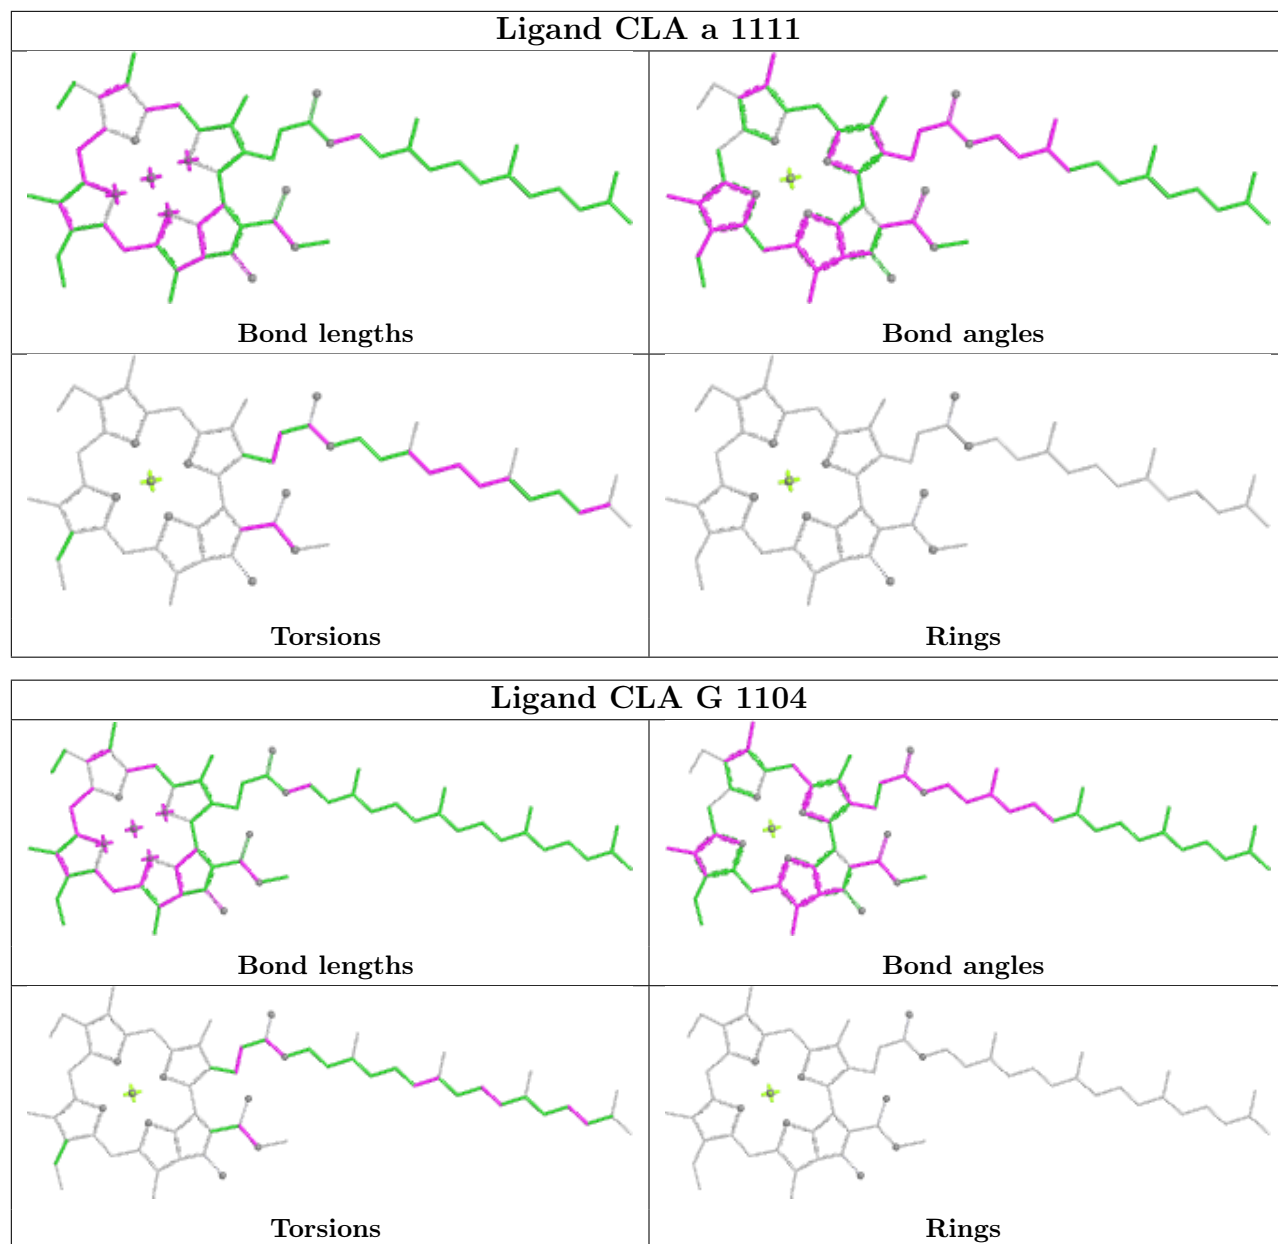 Ligand CLA a 1111
Bond lengths
Bond angles
Torsions
Rings
Ligand CLA G 1104
Bond lengths
Bond angles
Torsions
Rings